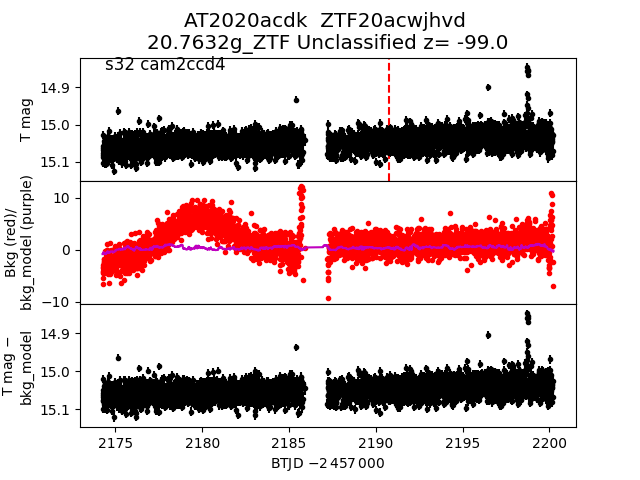 AT2020acdk  ZTF20acwjhvd
20.7632g_ZTF Unclassified z= -99.0
s32 cam2ccd4
T mag
14.9
15.0
15.1
Bkg (red)/
bkg_model (purple)
10
0
−10
T mag −
bkg_model
14.9
15.0
15.1
2175
2180
2185
2190
2195
2200
BTJD −2 457 000